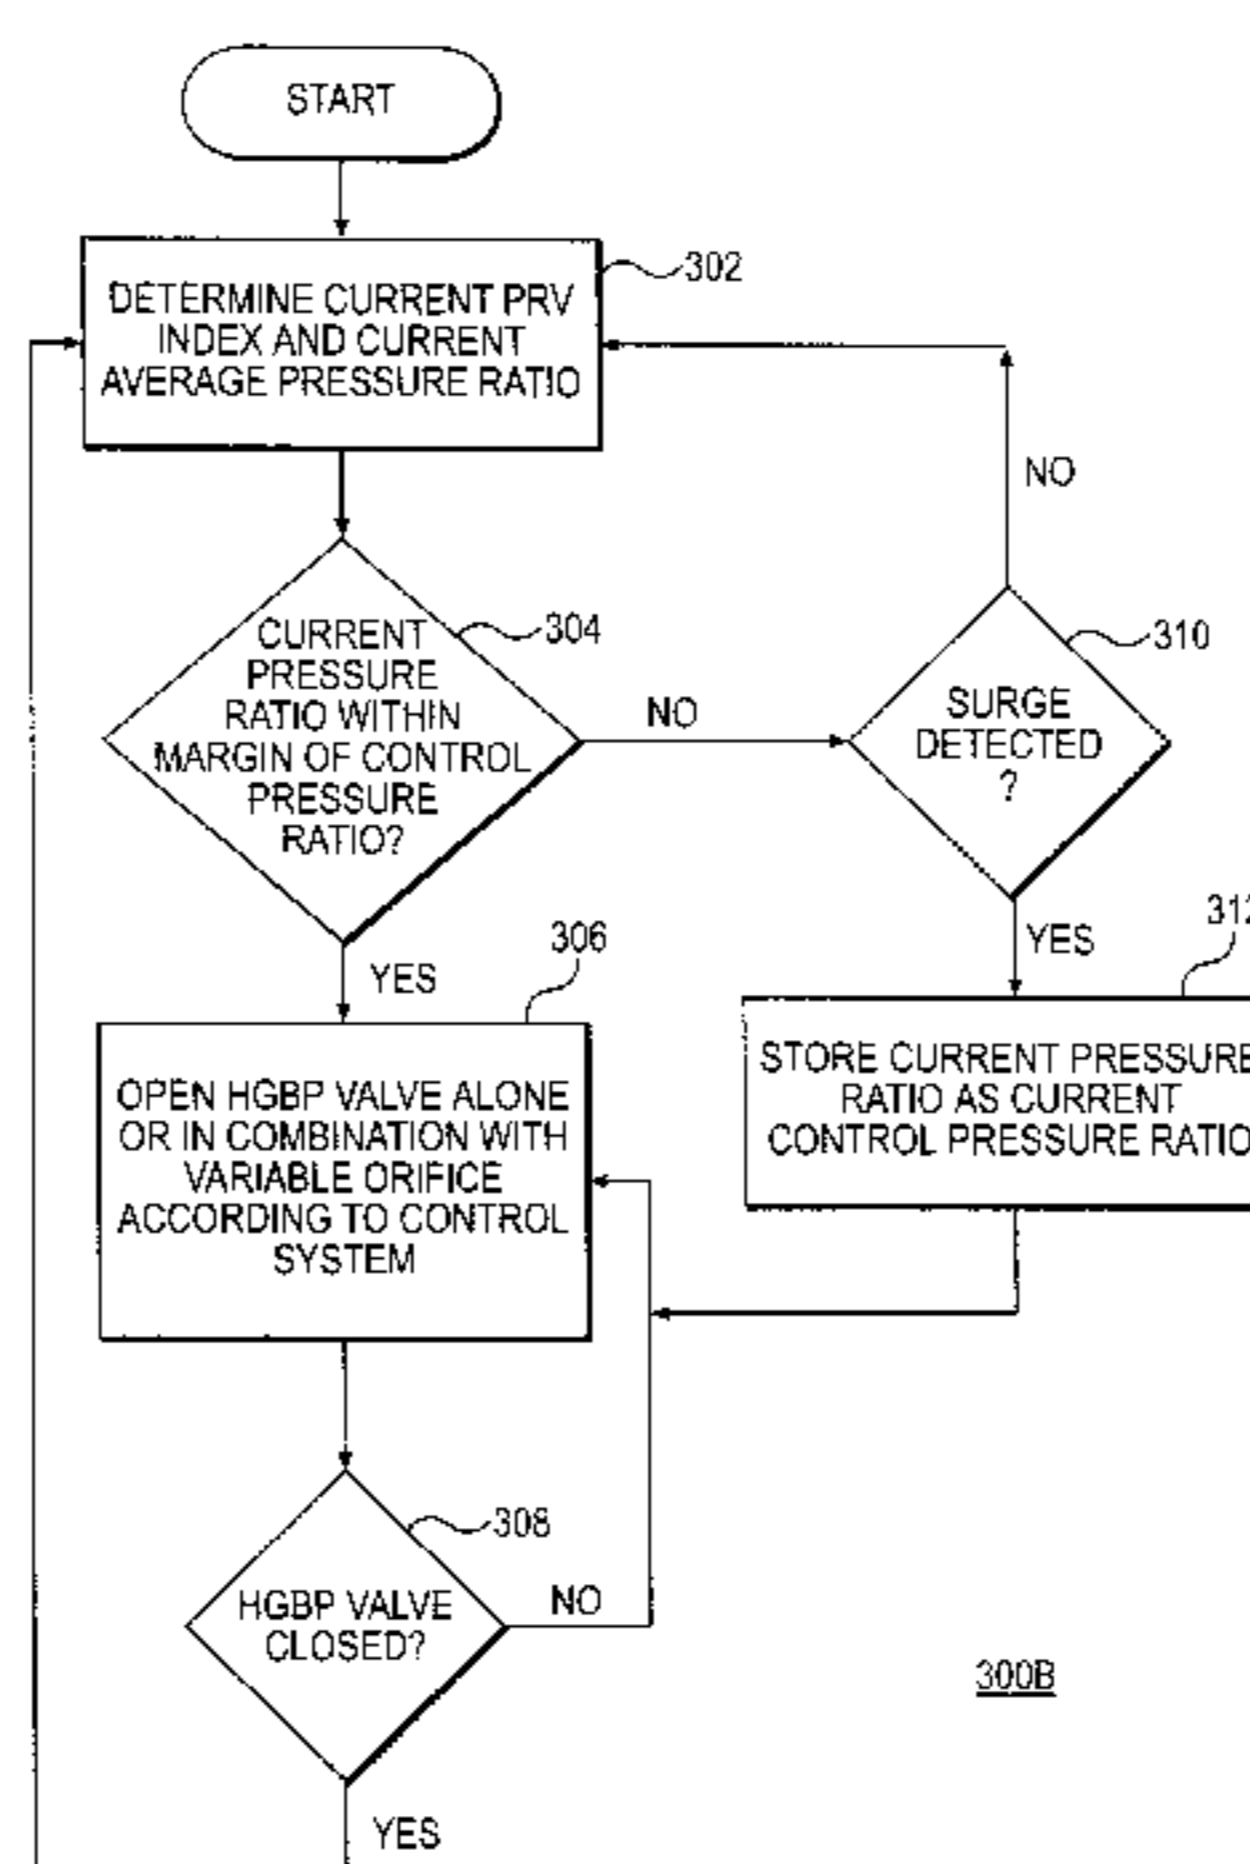 START
302
DETERMINE CURRENT PRV
INDEX AND CURRENT
AVERAGE PRESSURE RATIO
NO
304
CURRENT
PRESSURE
RATIO WITHIN
MARGIN OF CONTROL
PRESSURE
RATIO?
NO
310
SURGE
DETECTED
?
YES
306
YES
312
OPEN HGBP VALVE ALONE
OR IN COMBINATION WITH
VARIABLE ORIFICE
ACCORDING TO CONTROL
SYSTEM
STORE CURRENT PRESSURE
RATIO AS CURRENT
CONTROL PRESSURE RATIO
308
HGBP VALVE
CLOSED?
NO
300B
YES